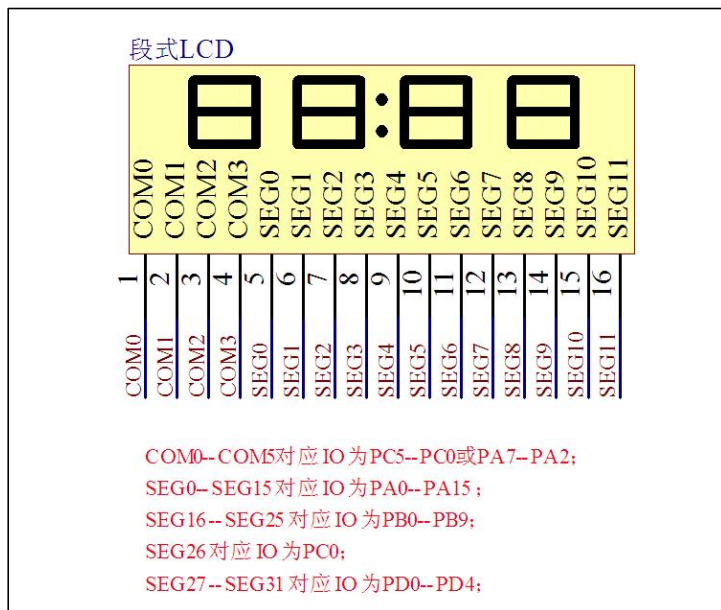 段式LCD
88:88
COM0 COM1 COM2 COM3 SEG0 SEG1 SEG2 SEG3 SEG4 SEG5 SEG6 SEG7 SEG8 SEG9 SEG10 SEG11
1 2 3 4 5 6 7 8 9 10 11 12 13 14 15 16
COM0 COM1 COM2 COM3 SEG0 SEG1 SEG2 SEG3 SEG4 SEG5 SEG6 SEG7 SEG8 SEG9 SEG10 SEG11
COM0--COM5对应IO为PC5--PC0或PA7--PA2;
SEG0--SEG15对应IO为PA0--PA15;
SEG16--SEG25对应IO为PB0--PB9;
SEG26对应IO为PC0;
SEG27--SEG31对应IO为PD0--PD4;